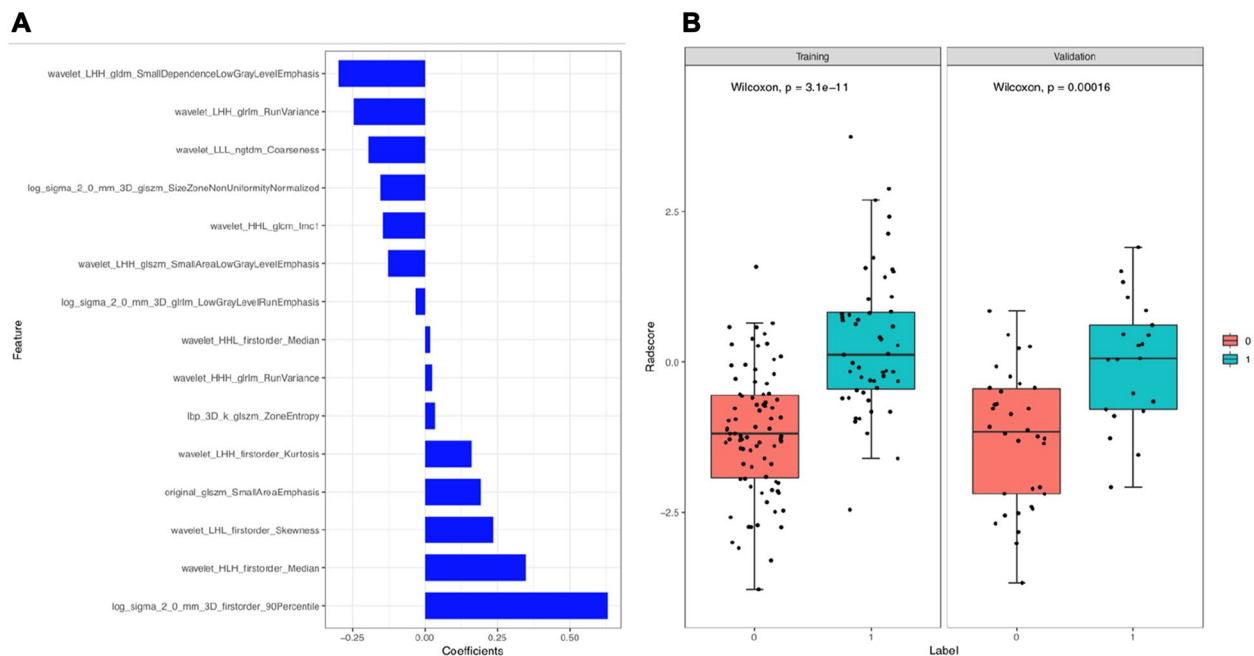 A
wavelet_LHH_gldm_SmallDependenceLowGrayLevelEmphasis
wavelet_LHH_glrlm_RunVariance
wavelet_LLL_ngtdm_Coarseness
log_sigma_2_0_mm_3D_glszm_SizeZoneNonUniformityNormalized
wavelet_HHL_glcm_Imc1
wavelet_LHH_glszm_SmallAreaLowGrayLevelEmphasis
log_sigma_2_0_mm_3D_glrlm_LowGrayLevelRunEmphasis
wavelet_HHL_firstorder_Median
wavelet_HHH_glrlm_RunVariance
lbp_3D_k_glszm_ZoneEntropy
wavelet_LHH_firstorder_Kurtosis
original_glszm_SmallAreaEmphasis
wavelet_LHL_firstorder_Skewness
wavelet_HLH_firstorder_Median
log_sigma_2_0_mm_3D_firstorder_90Percentile
Feature
−0.25 0.00 0.25 0.50
Coefficients
B
Training Validation
Wilcoxon, p = 3.1e−11 Wilcoxon, p = 0.00016
2.5
0.0
−2.5
Radscore
0 1 0 1
Label
0
1